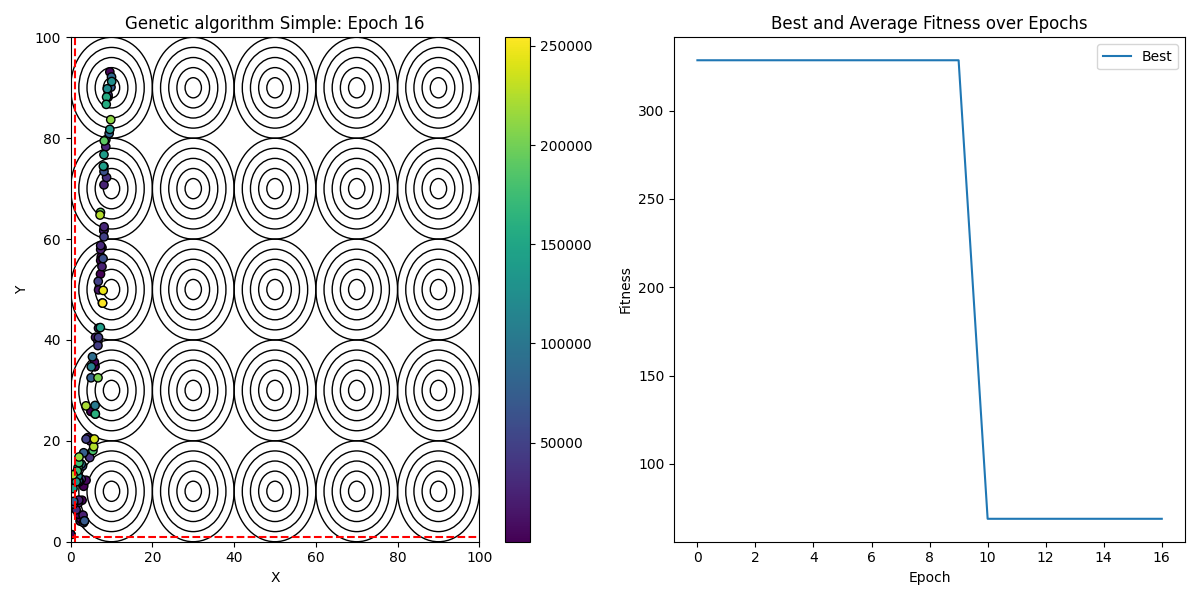 Genetic algorithm Simple: Epoch 16
100
80
60
40
20
0
Y
0 20 40 60 80 100
X
250000
200000
150000
100000
50000
Best and Average Fitness over Epochs
Best
300
250
200
150
100
Fitness
0 2 4 6 8 10 12 14 16
Epoch